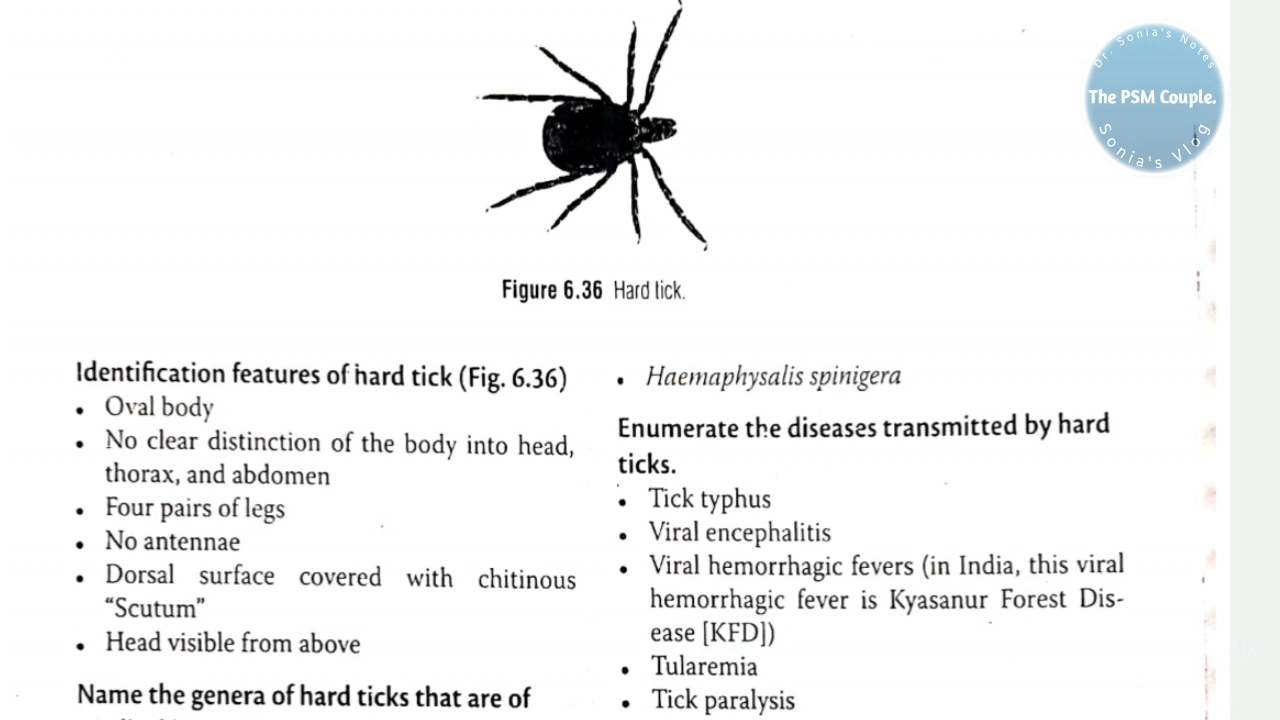 Dr. Sonia's Notes
The PSM Couple.
Sonia's Vlog
Figure 6.36 Hard tick.
Identification features of hard tick (Fig. 6.36)
• Oval body
• No clear distinction of the body into head,
thorax, and abdomen
• Four pairs of legs
• No antennae
• Dorsal surface covered with chitinous
“Scutum”
• Head visible from above
Name the genera of hard ticks that are of
• Haemaphysalis spinigera
Enumerate the diseases transmitted by hard
ticks.
• Tick typhus
• Viral encephalitis
• Viral hemorrhagic fevers (in India, this viral
hemorrhagic fever is Kyasanur Forest Dis-
ease [KFD])
• Tularemia
• Tick paralysis